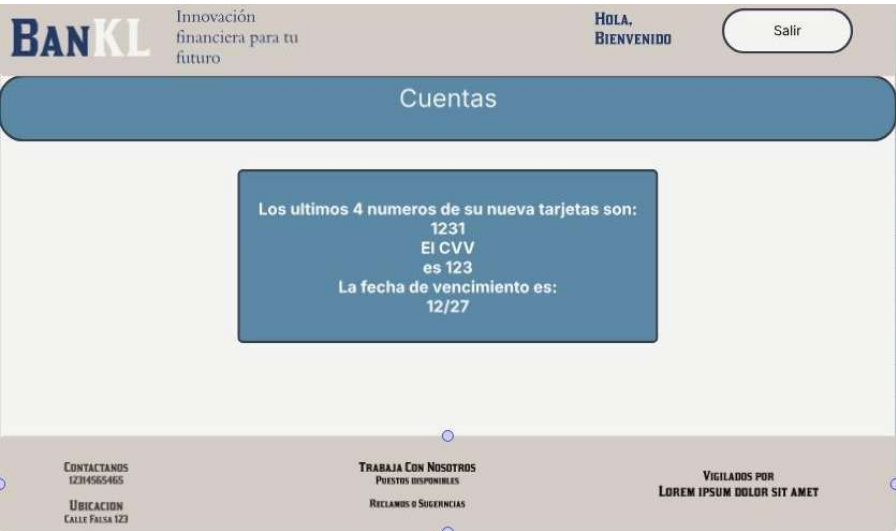 BANKL
Innovación
financiera para tu
futuro
HOLA,
BIENVENIDO
Salir
Cuentas
Los ultimos 4 numeros de su nueva tarjetas son:
1231
El CVV
es 123
La fecha de vencimiento es:
12/27
CONTACTANOS
12314565465
UBICACION
CALLE FALSA 123
TRABAJA CON NOSOTROS
PUESTOS DISPONIBLES
RECLAMOS O SUGERNCIAS
VIGILADOS POR
LOREM IPSUM DOLOR SIT AMET